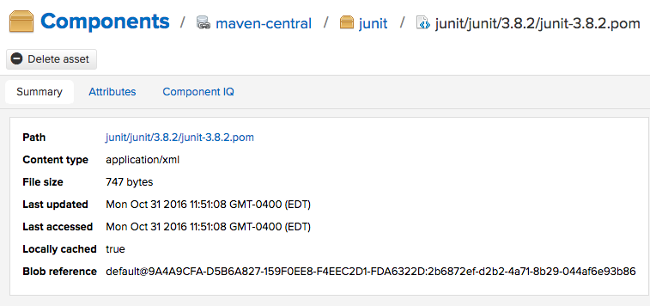 Components / maven-central / junit / junit/junit/3.8.2/junit-3.8.2.pom
Delete asset
Summary Attributes Component IQ
Path junit/junit/3.8.2/junit-3.8.2.pom
Content type application/xml
File size 747 bytes
Last updated Mon Oct 31 2016 11:51:08 GMT-0400 (EDT)
Last accessed Mon Oct 31 2016 11:51:08 GMT-0400 (EDT)
Locally cached true
Blob reference default@9A4A9CFA-D5B6A827-159F0EE8-F4EEC2D1-FDA6322D:2b6872ef-d2b2-4a71-8b29-044af6e93b86